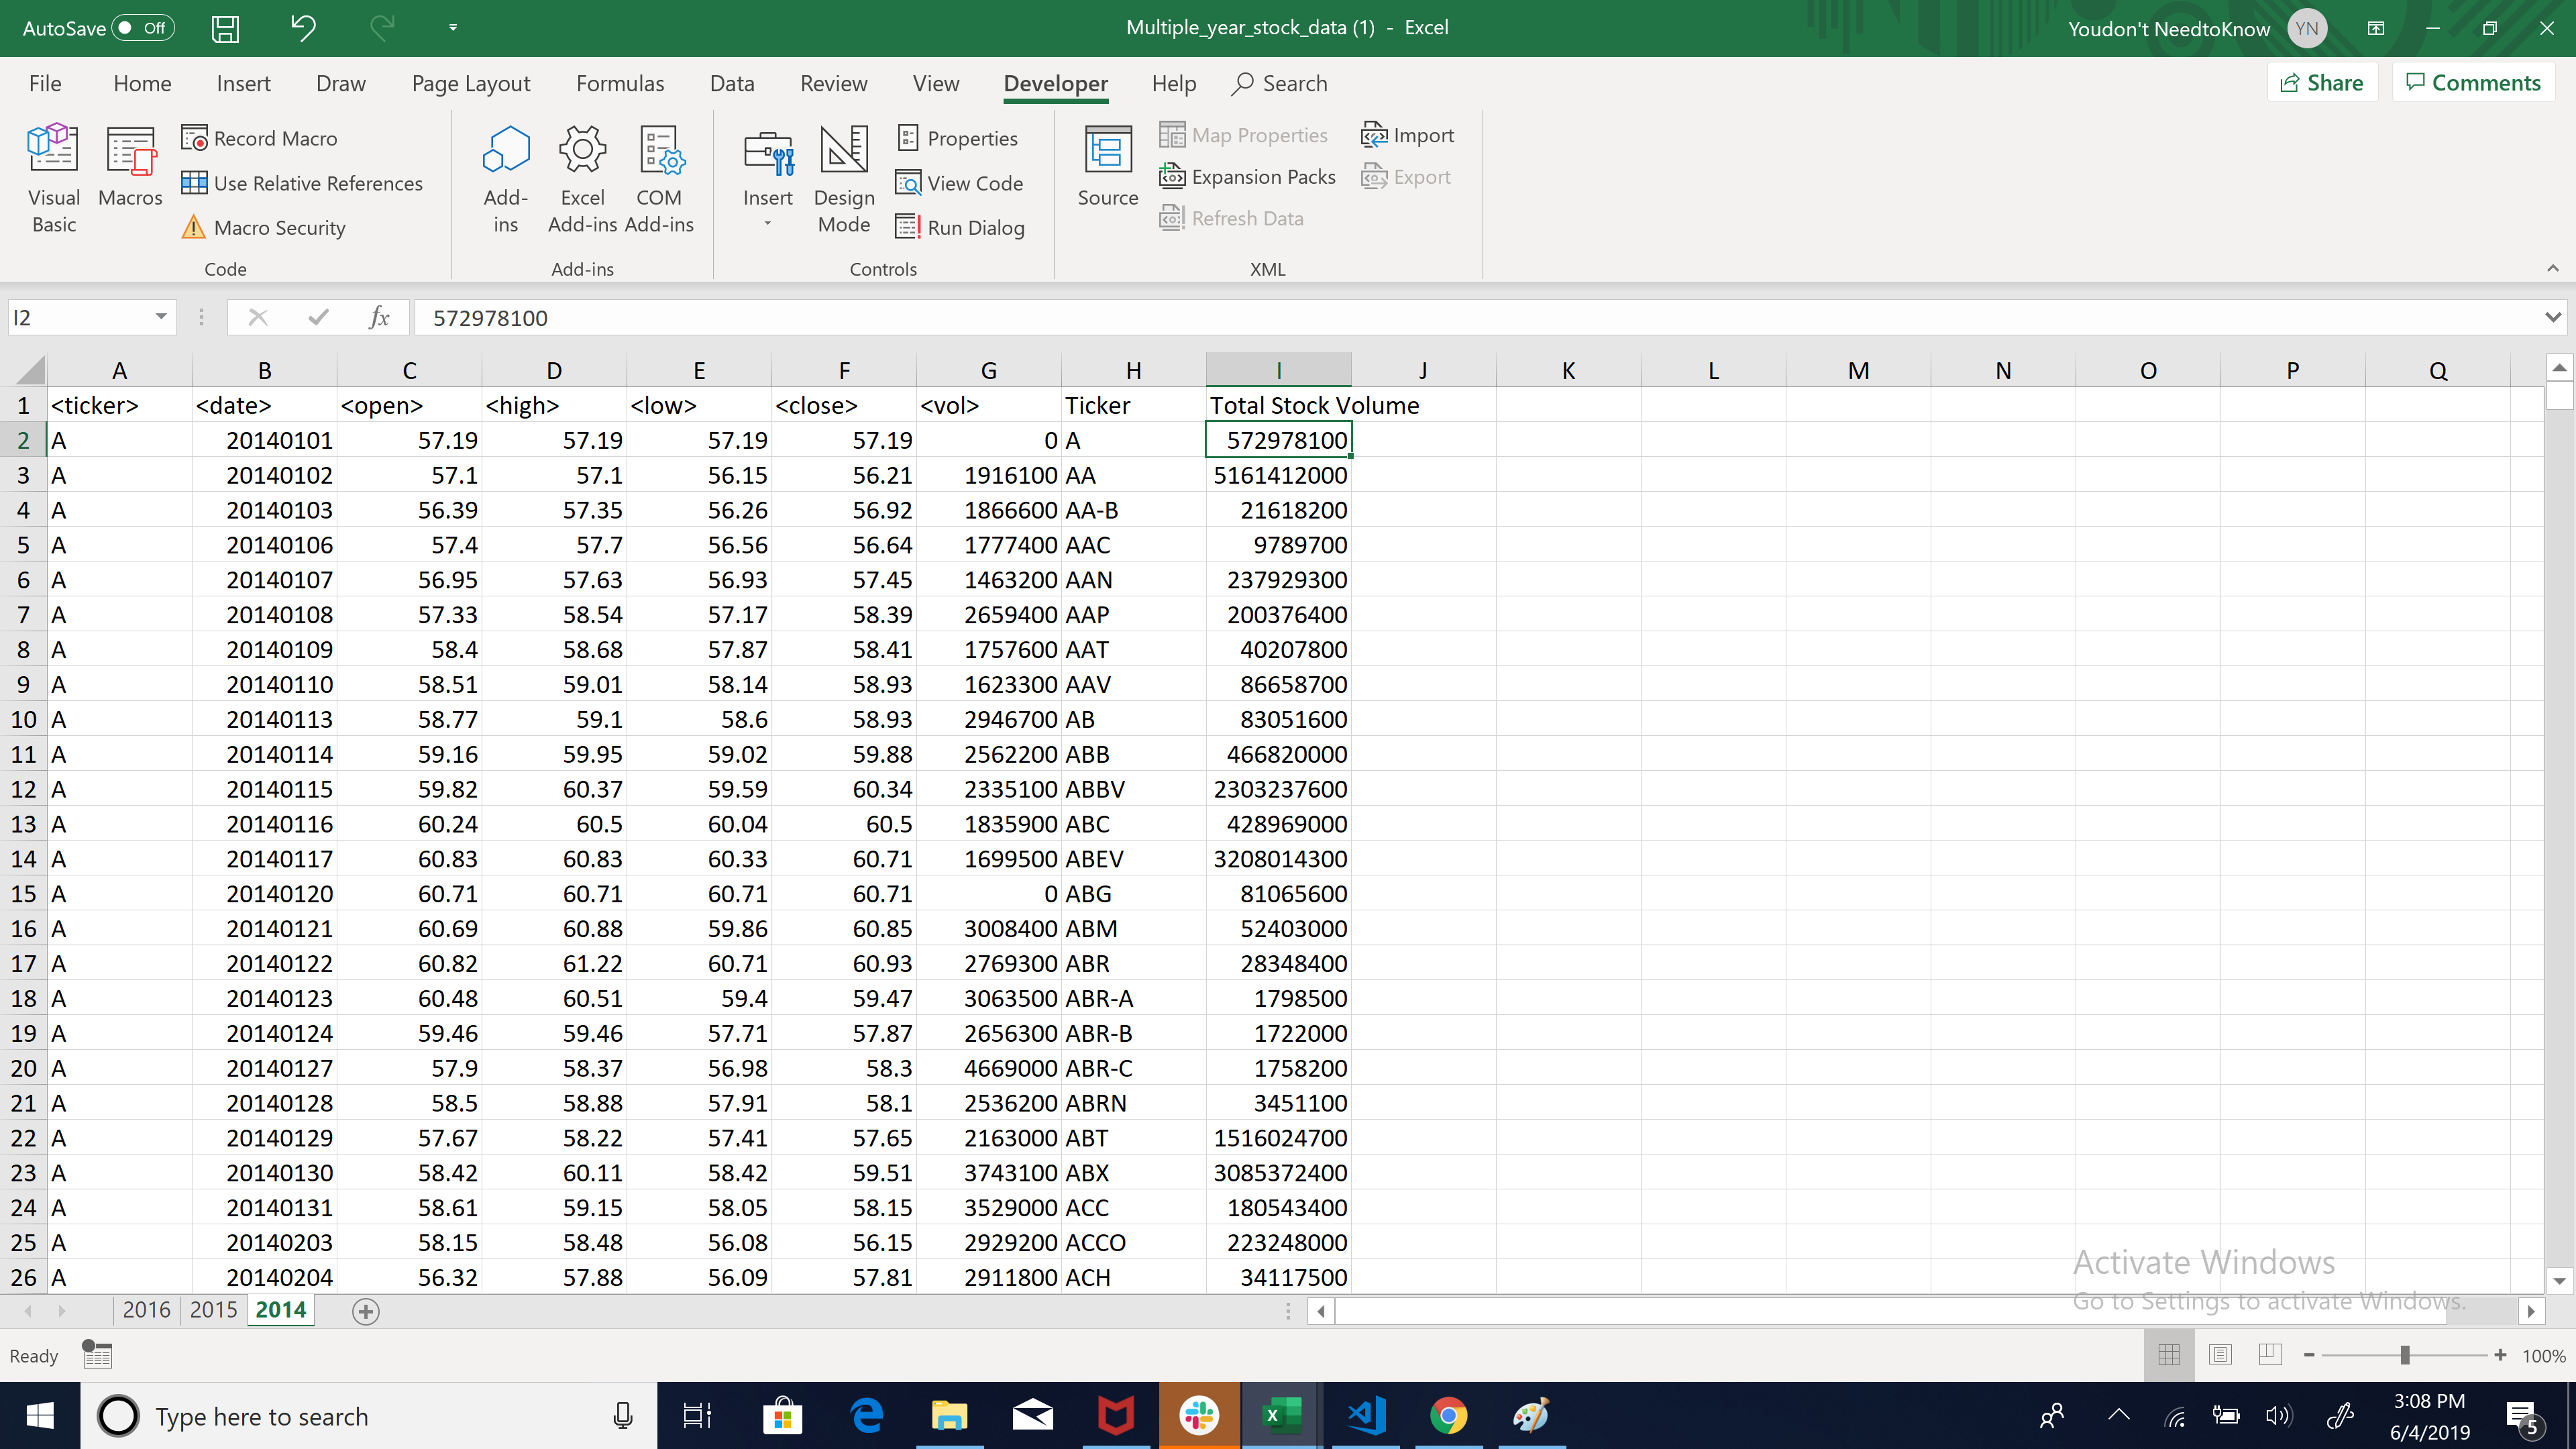 AutoSave Off Multiple_year_stock_data (1) - Excel Youdon't NeedtoKnow YN
File Home Insert Draw Page Layout Formulas Data Review View Developer Help Search Share Comments
Visual Basic Macros Record Macro Use Relative References Macro Security
Add-ins Excel Add-ins COM Add-ins
Insert Design Mode Properties View Code Run Dialog
Source Map Properties Expansion Packs Refresh Data Import Export
Code Add-ins Controls XML
I2 fx 572978100
A B C D E F G H I J K L M N O P Q
1 <ticker> <date> <open> <high> <low> <close> <vol> Ticker Total Stock Volume
2 A 20140101 57.19 57.19 57.19 57.19 0 A 572978100
3 A 20140102 57.1 57.1 56.15 56.21 1916100 AA 5161412000
4 A 20140103 56.39 57.35 56.26 56.92 1866600 AA-B 21618200
5 A 20140106 57.4 57.7 56.56 56.64 1777400 AAC 9789700
6 A 20140107 56.95 57.63 56.93 57.45 1463200 AAN 237929300
7 A 20140108 57.33 58.54 57.17 58.39 2659400 AAP 200376400
8 A 20140109 58.4 58.68 57.87 58.41 1757600 AAT 40207800
9 A 20140110 58.51 59.01 58.14 58.93 1623300 AAV 86658700
10 A 20140113 58.77 59.1 58.6 58.93 2946700 AB 83051600
11 A 20140114 59.16 59.95 59.02 59.88 2562200 ABB 466820000
12 A 20140115 59.82 60.37 59.59 60.34 2335100 ABBV 2303237600
13 A 20140116 60.24 60.5 60.04 60.5 1835900 ABC 428969000
14 A 20140117 60.83 60.83 60.33 60.71 1699500 ABEV 3208014300
15 A 20140120 60.71 60.71 60.71 60.71 0 ABG 81065600
16 A 20140121 60.69 60.88 59.86 60.85 3008400 ABM 52403000
17 A 20140122 60.82 61.22 60.71 60.93 2769300 ABR 28348400
18 A 20140123 60.48 60.51 59.4 59.47 3063500 ABR-A 1798500
19 A 20140124 59.46 59.46 57.71 57.87 2656300 ABR-B 1722000
20 A 20140127 57.9 58.37 56.98 58.3 4669000 ABR-C 1758200
21 A 20140128 58.5 58.88 57.91 58.1 2536200 ABRN 3451100
22 A 20140129 57.67 58.22 57.41 57.65 2163000 ABT 1516024700
23 A 20140130 58.42 60.11 58.42 59.51 3743100 ABX 3085372400
24 A 20140131 58.61 59.15 58.05 58.15 3529000 ACC 180543400
25 A 20140203 58.15 58.48 56.08 56.15 2929200 ACCO 223248000
26 A 20140204 56.32 57.88 56.09 57.81 2911800 ACH 34117500
Activate Windows
Go to Settings to activate Windows.
2016 2015 2014
Ready 100%
Type here to search
3:08 PM
6/4/2019
5